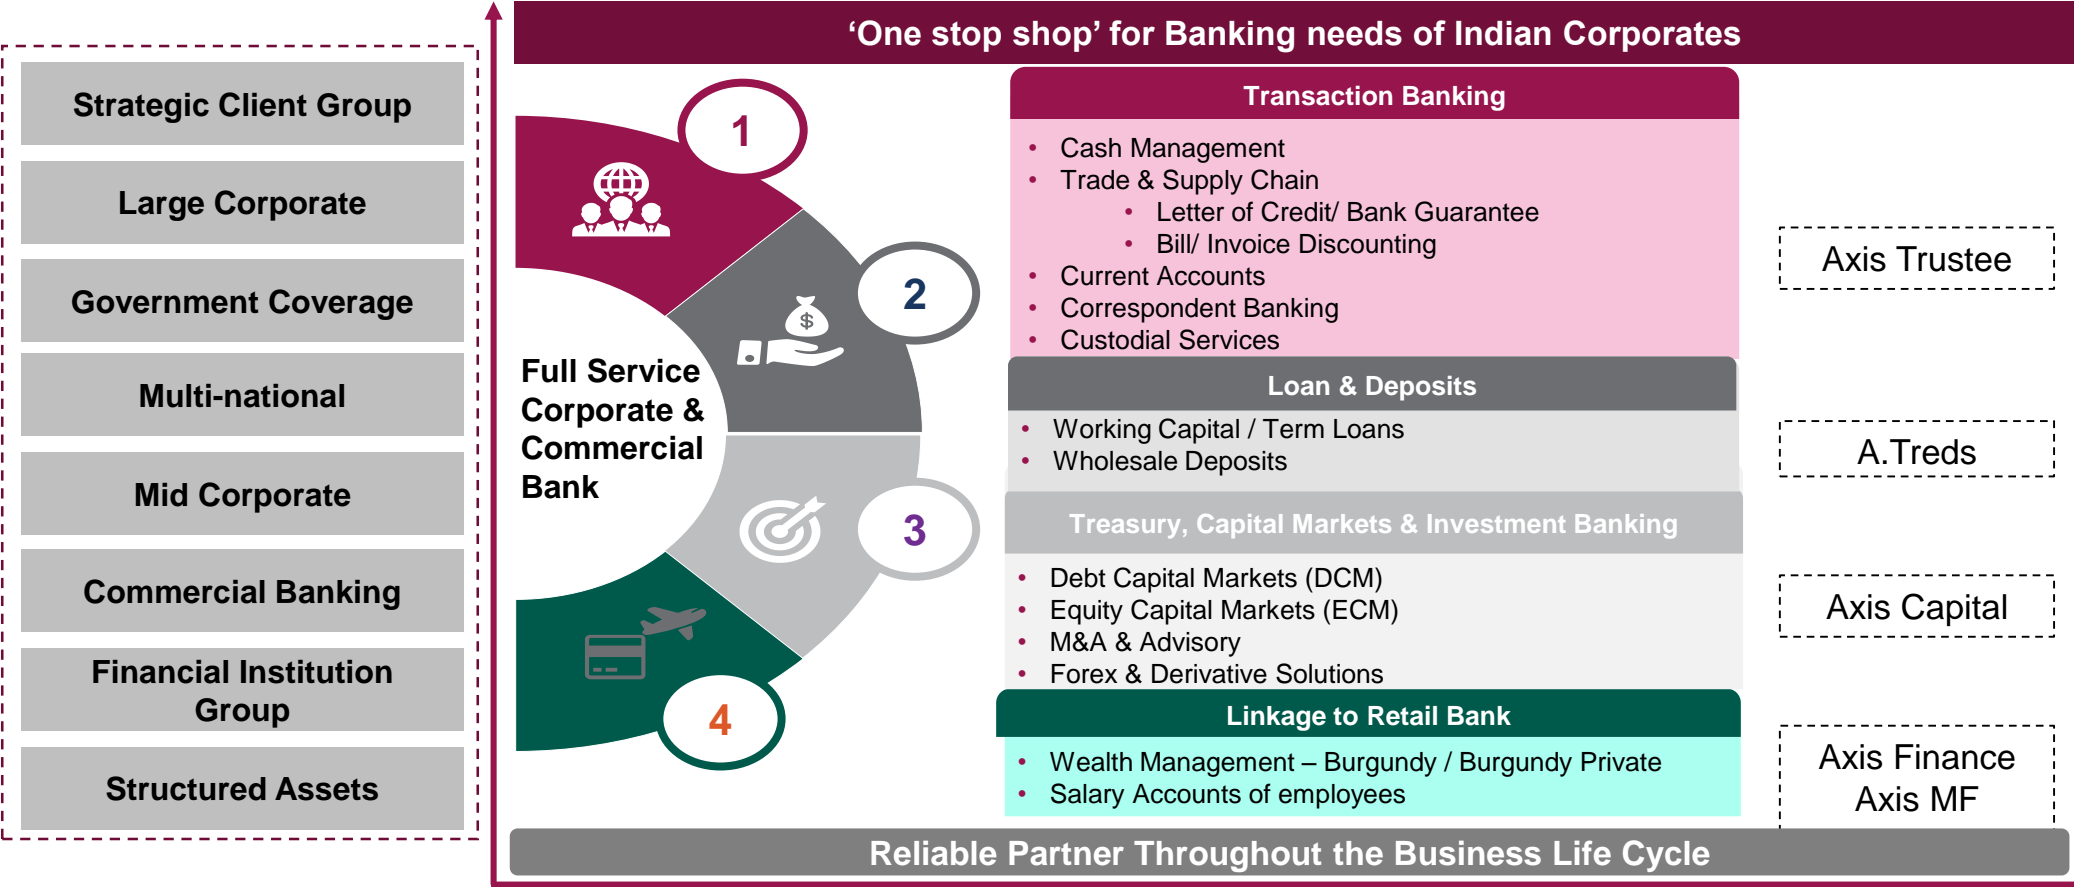 ‘One stop shop’ for Banking needs of Indian Corporates
Strategic Client Group
Large Corporate
Government Coverage
Multi-national
Mid Corporate
Commercial Banking
Financial Institution
Group
Structured Assets
Full Service
Corporate &
Commercial
Bank
1
2
3
4
$
Transaction Banking
• Cash Management
• Trade & Supply Chain
• Letter of Credit/ Bank Guarantee
• Bill/ Invoice Discounting
• Current Accounts
• Correspondent Banking
• Custodial Services
Loan & Deposits
• Working Capital / Term Loans
• Wholesale Deposits
Treasury, Capital Markets & Investment Banking
• Debt Capital Markets (DCM)
• Equity Capital Markets (ECM)
• M&A & Advisory
• Forex & Derivative Solutions
Linkage to Retail Bank
• Wealth Management – Burgundy / Burgundy Private
• Salary Accounts of employees
Axis Trustee
A.Treds
Axis Capital
Axis Finance
Axis MF
Reliable Partner Throughout the Business Life Cycle